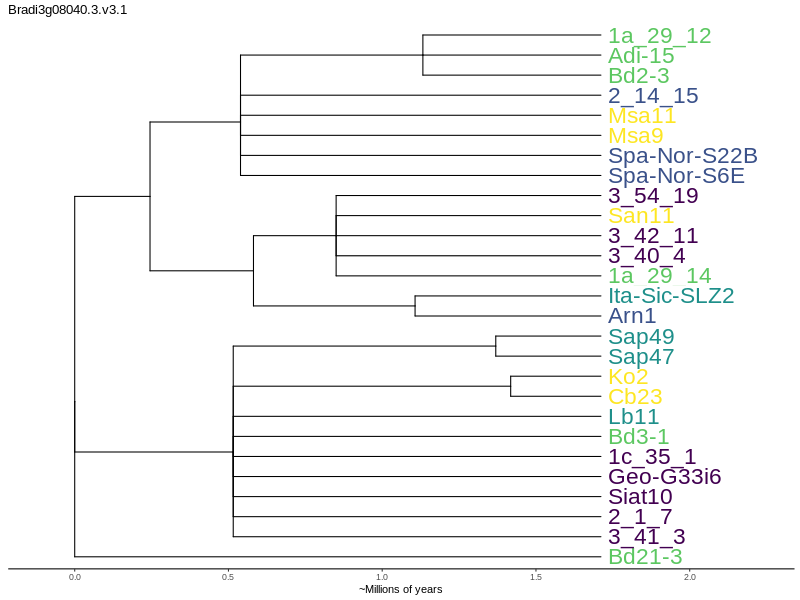 Bradi3g08040.3.v3.1
1a_29_12
Adi-15
Bd2-3
2_14_15
Msa11
Msa9
Spa-Nor-S22B
Spa-Nor-S6E
3_54_19
San11
3_42_11
3_40_4
1a_29_14
Ita-Sic-SLZ2
Arn1
Sap49
Sap47
Ko2
Cb23
Lb11
Bd3-1
1c_35_1
Geo-G33i6
Siat10
2_1_7
3_41_3
Bd21-3
0.0 0.5 1.0 1.5 2.0
~Millions of years